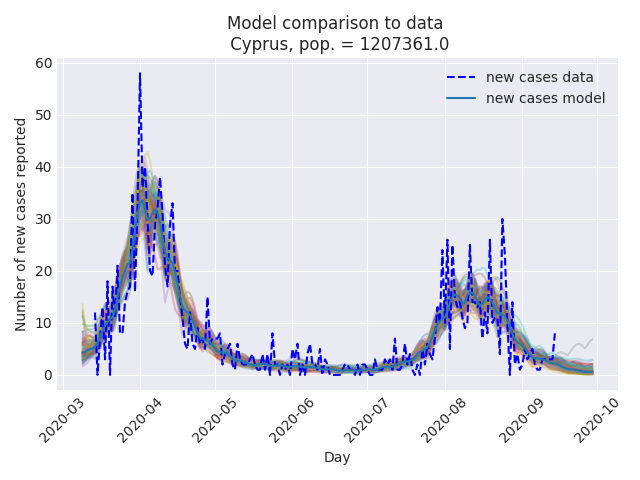 Model comparison to data
Cyprus, pop. = 1207361.0
new cases data
new cases model
Number of new cases reported
60
50
40
30
20
10
0
2020-03
2020-04
2020-05
2020-06
2020-07
2020-08
2020-09
2020-10
Day